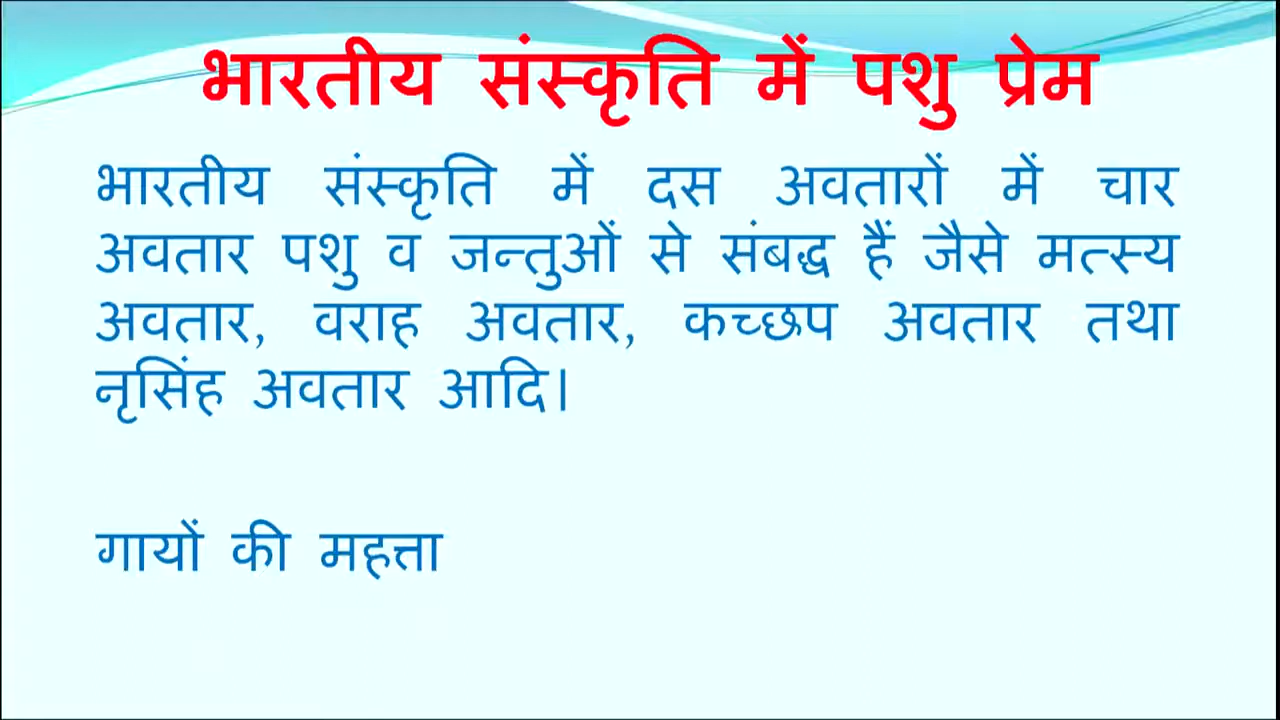 भारतीय संस्कृति में पशु प्रेम
भारतीय संस्कृति में दस अवतारों में चार
अवतार पशु व जन्तुओं से संबद्ध हैं जैसे मत्स्य
अवतार, वराह अवतार, कच्छप अवतार तथा
नृसिंह अवतार आदि।
गायों की महत्ता